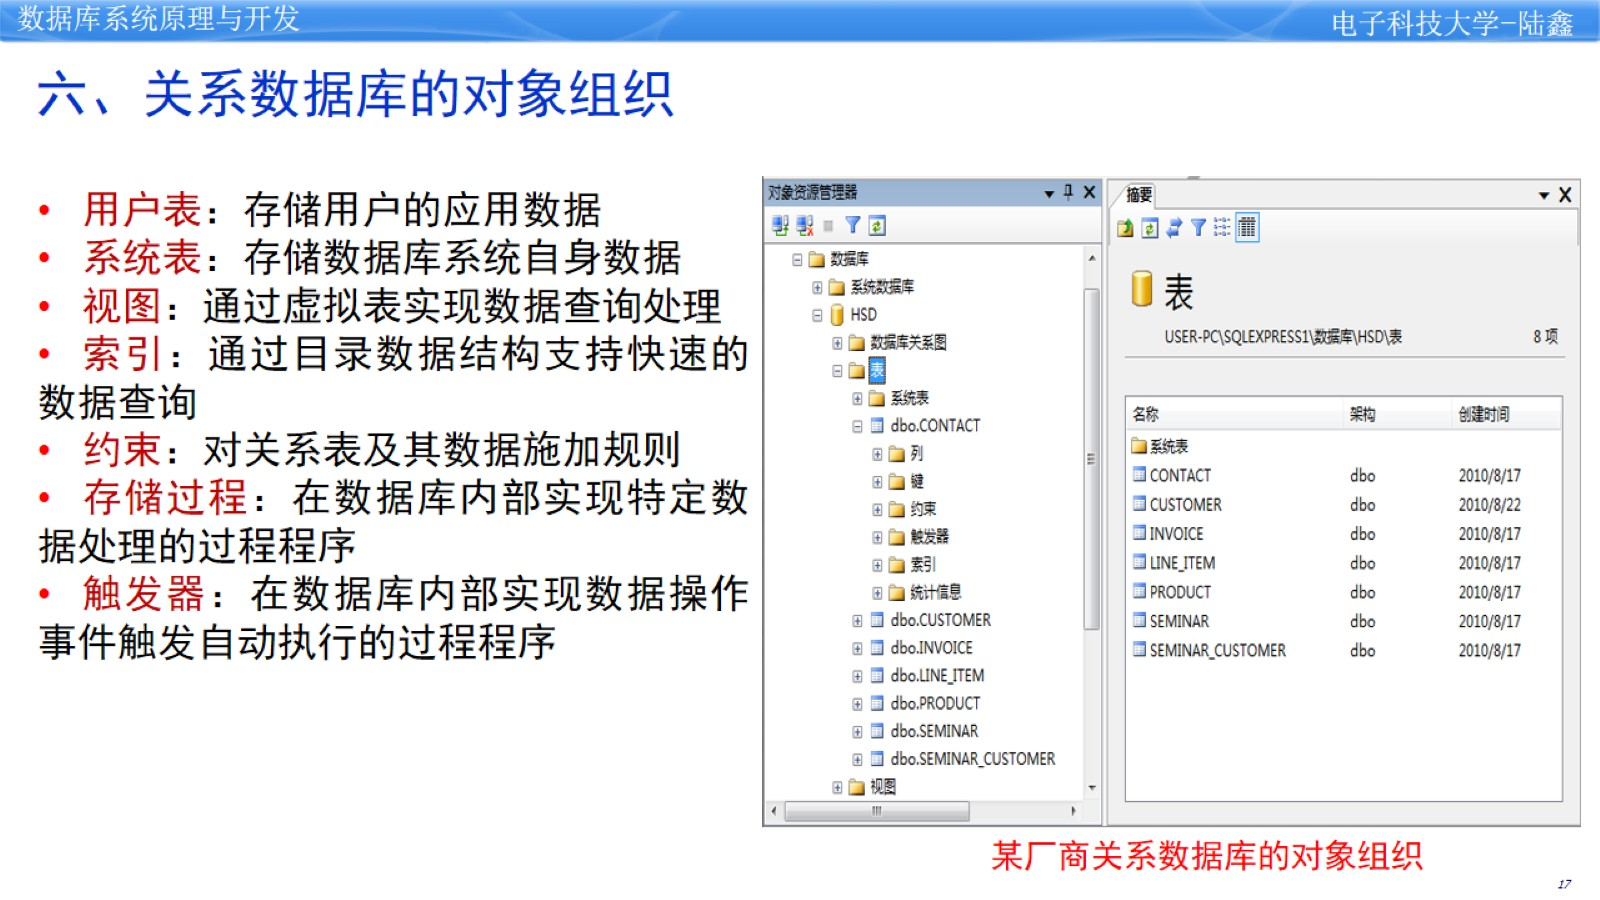 数据库系统原理与开发
电子科技大学-陆鑫
六、关系数据库的对象组织
• 用户表：存储用户的应用数据
• 系统表：存储数据库系统自身数据
• 视图：通过虚拟表实现数据查询处理
• 索引：通过目录数据结构支持快速的
数据查询
• 约束：对关系表及其数据施加规则
• 存储过程：在数据库内部实现特定数
据处理的过程程序
• 触发器：在数据库内部实现数据操作
事件触发自动执行的过程程序
对象资源管理器
数据库
系统数据库
HSD
数据库关系图
表
系统表
dbo.CONTACT
列
键
约束
触发器
索引
统计信息
dbo.CUSTOMER
dbo.INVOICE
dbo.LINE_ITEM
dbo.PRODUCT
dbo.SEMINAR
dbo.SEMINAR_CUSTOMER
视图
摘要
表
USER-PC\SQLEXPRESS1\数据库\HSD\表 8 项
名称 架构 创建时间
系统表
CONTACT dbo 2010/8/17
CUSTOMER dbo 2010/8/22
INVOICE dbo 2010/8/17
LINE_ITEM dbo 2010/8/17
PRODUCT dbo 2010/8/17
SEMINAR dbo 2010/8/17
SEMINAR_CUSTOMER dbo 2010/8/17
某厂商关系数据库的对象组织
17